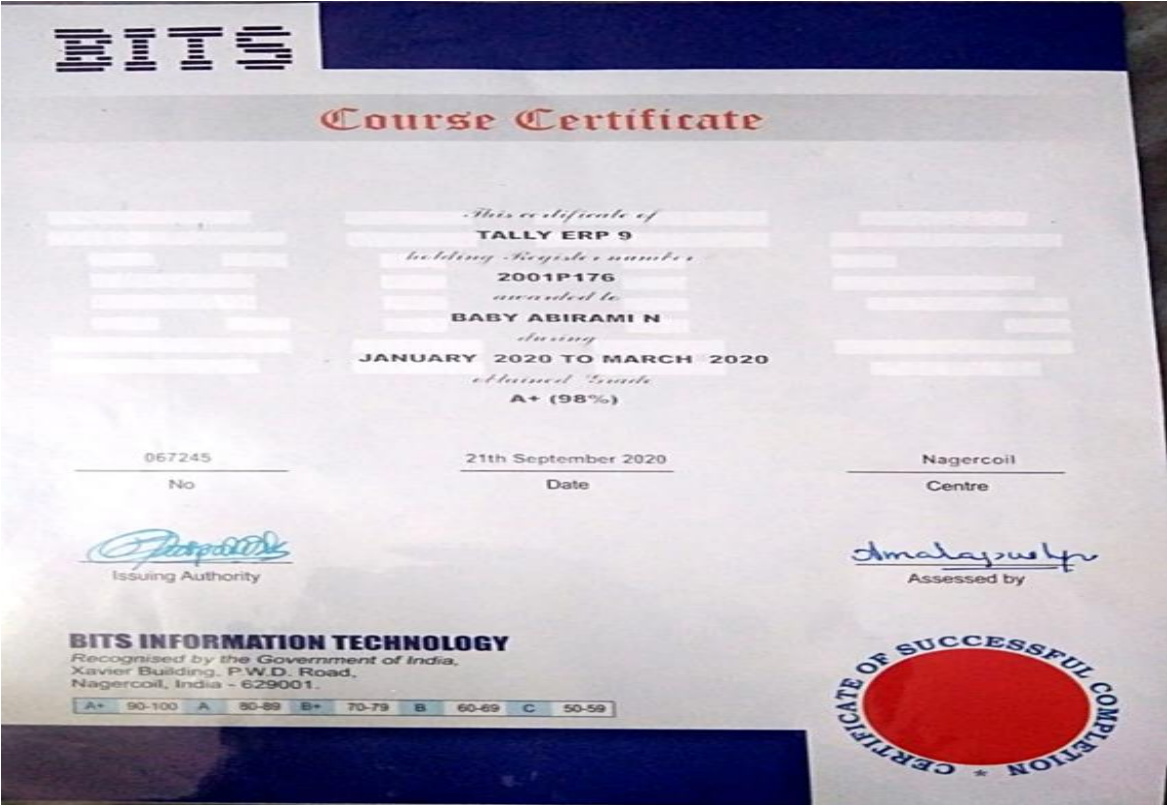 BITS
Course Certificate
This certificate of
TALLY ERP 9
holding Register number
2001P176
awarded to
BABY ABIRAMI N
during
JANUARY 2020 TO MARCH 2020
obtained Grade
A+ (98%)
067245
No
21th September 2020
Date
Nagercoil
Centre
Issuing Authority
Assessed by
BITS INFORMATION TECHNOLOGY
Recognised by the Government of India,
Xavier Building, P.W.D. Road,
Nagercoil, India - 629001.
A+ 90-100 A 80-89 B+ 70-79 B 60-69 C 50-59
CERTIFICATE OF SUCCESSFUL COMPLETION *